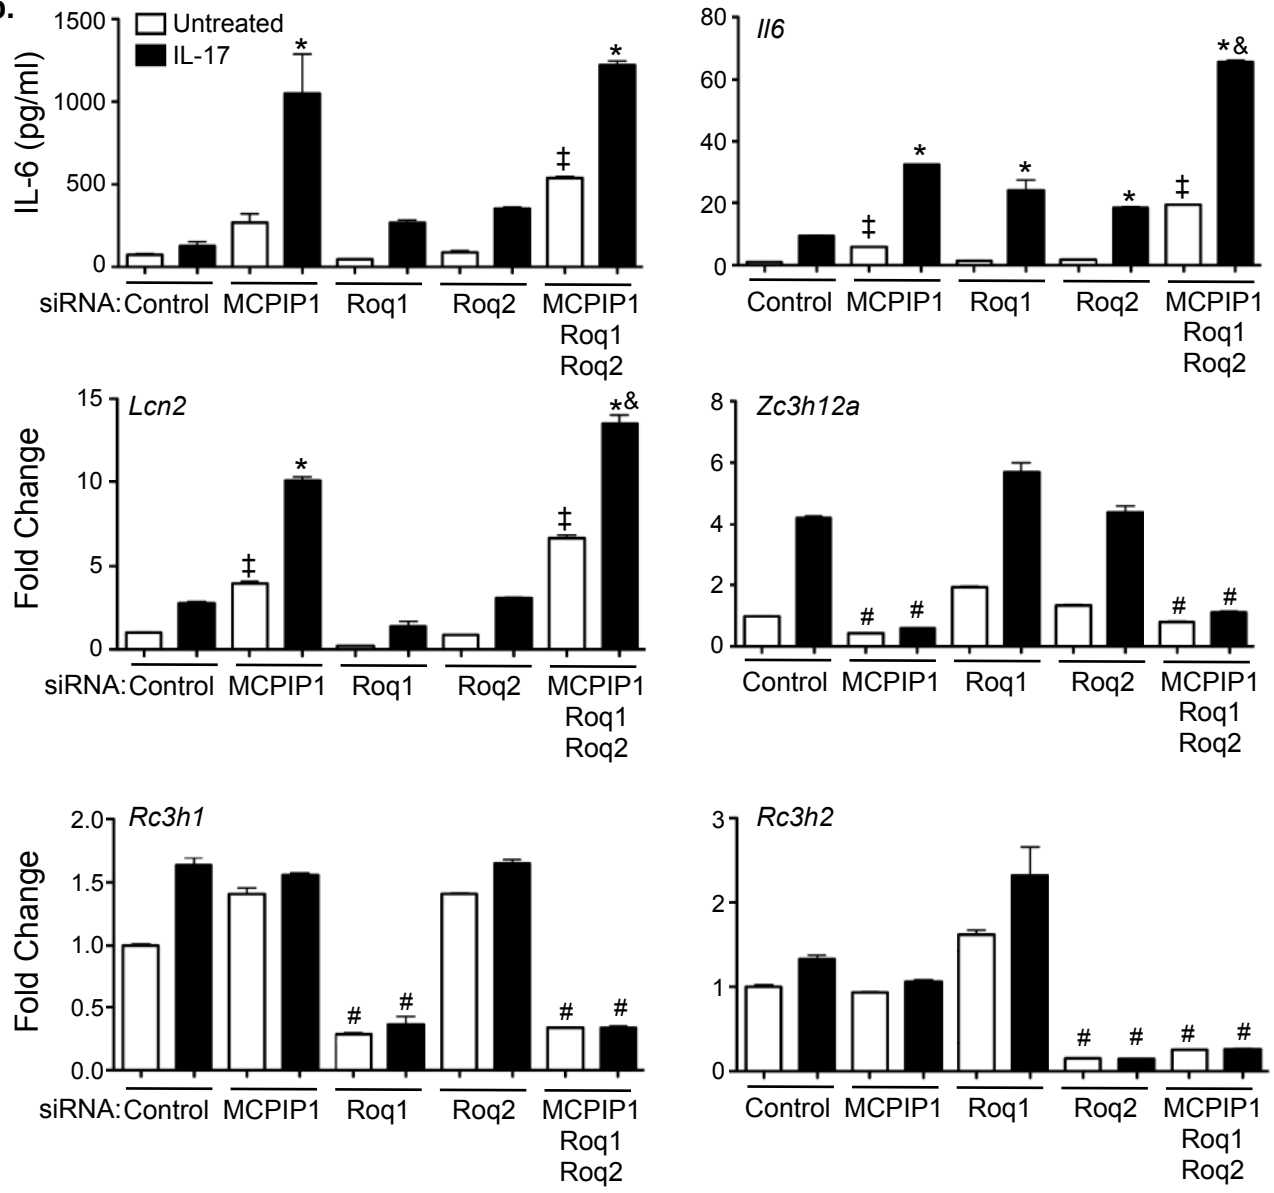 b.
1500
1000
500
0
IL-6 (pg/ml)
Untreated
IL-17
*
‡
*
siRNA: Control MCPIP1 Roq1 Roq2 MCPIP1
Roq1
Roq2
Il6
80
60
40
20
0
‡
*
*
*
‡
*&
Control MCPIP1 Roq1 Roq2 MCPIP1
Roq1
Roq2
Lcn2
15
10
5
0
Fold Change
‡
*
‡
*&
siRNA: Control MCPIP1 Roq1 Roq2 MCPIP1
Roq1
Roq2
Zc3h12a
8
6
4
2
0
# # # #
Control MCPIP1 Roq1 Roq2 MCPIP1
Roq1
Roq2
Rc3h1
2.0
1.5
1.0
0.5
0.0
Fold Change
# # # #
siRNA: Control MCPIP1 Roq1 Roq2 MCPIP1
Roq1
Roq2
Rc3h2
3
2
1
0
# # # #
Control MCPIP1 Roq1 Roq2 MCPIP1
Roq1
Roq2